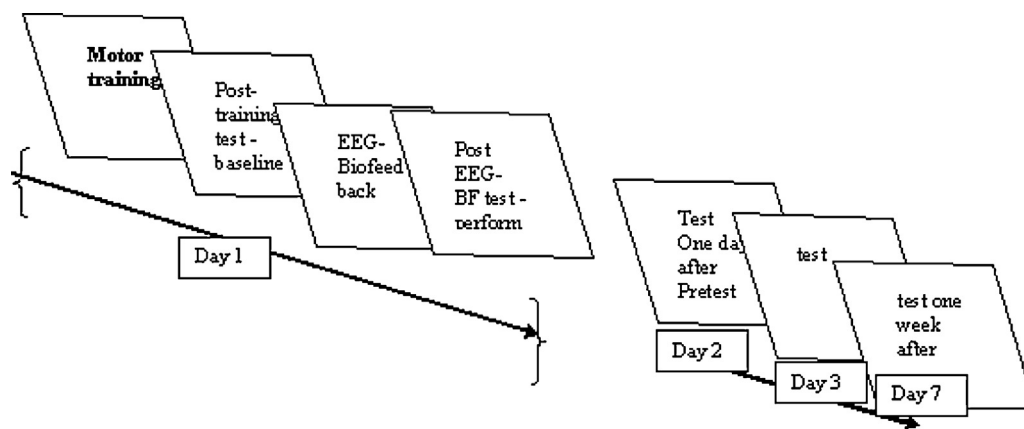 Motor
training
Post-
training
test -
baseline
EEG-
Biofeed
back
Post
EEG-
BF test -
perform
Day 1
Test
One day
after
Pretest
test
test one
week
after
Day 2
Day 3
Day 7